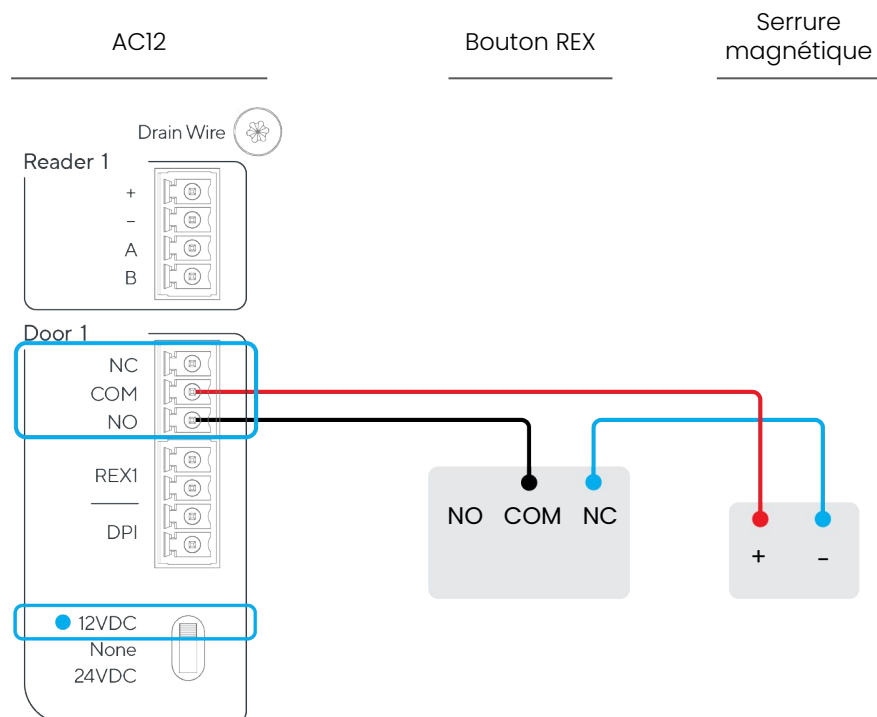 AC12
Bouton REX
Serrure
magnétique
Drain Wire
Reader 1
+
-
A
B
Door 1
NC
COM
NO
REX1
DPI
12VDC
None
24VDC
NO COM NC
+ -